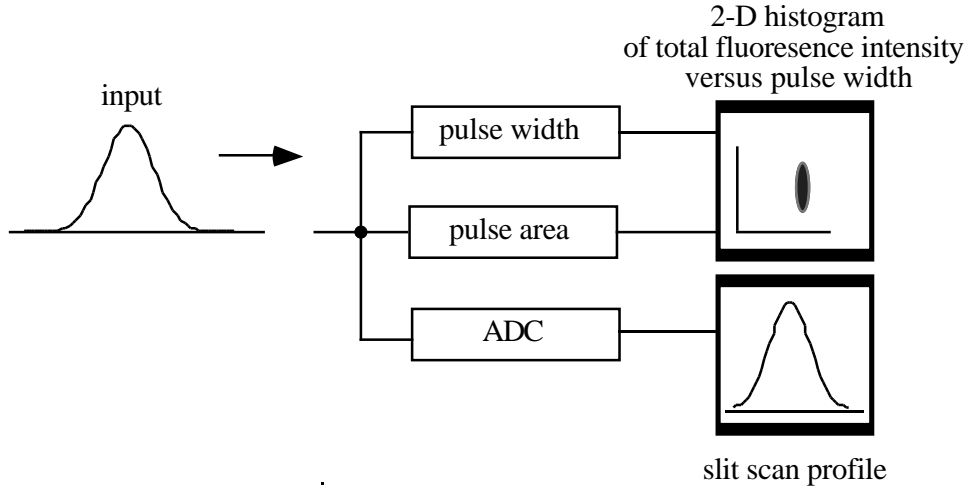 2-D histogram
of total fluoresence intensity
versus pulse width
input
pulse width
pulse area
ADC
slit scan profile